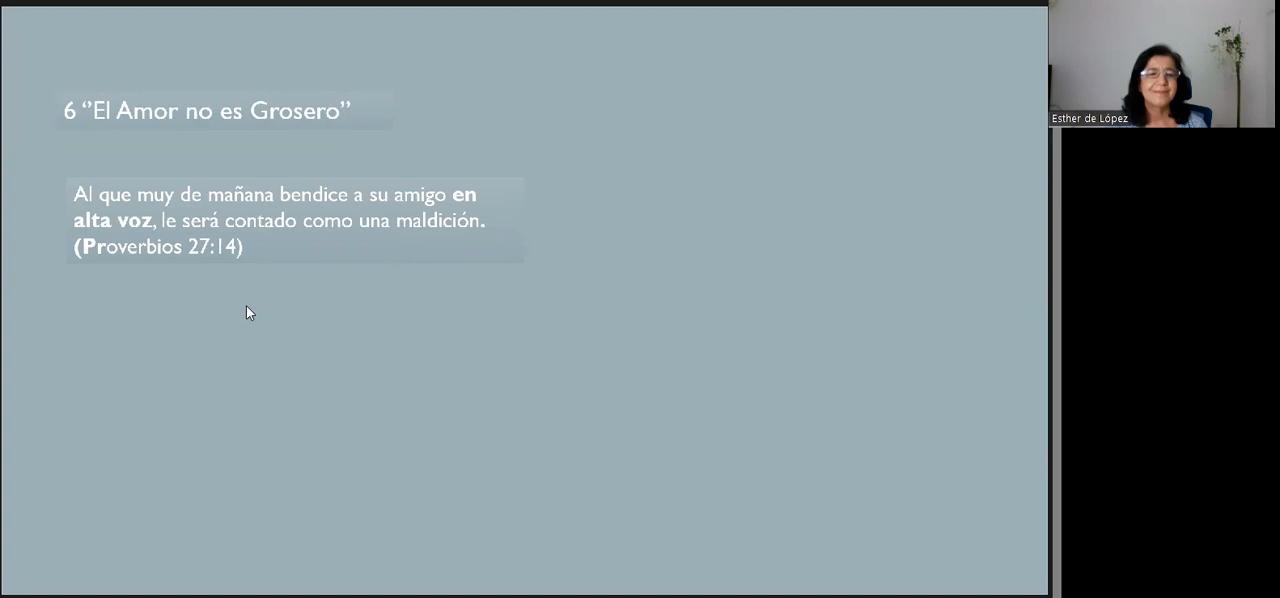 6 “El Amor no es Grosero”
Al que muy de mañana bendice a su amigo en
alta voz, le será contado como una maldición.
(Proverbios 27:14)
Esther de López